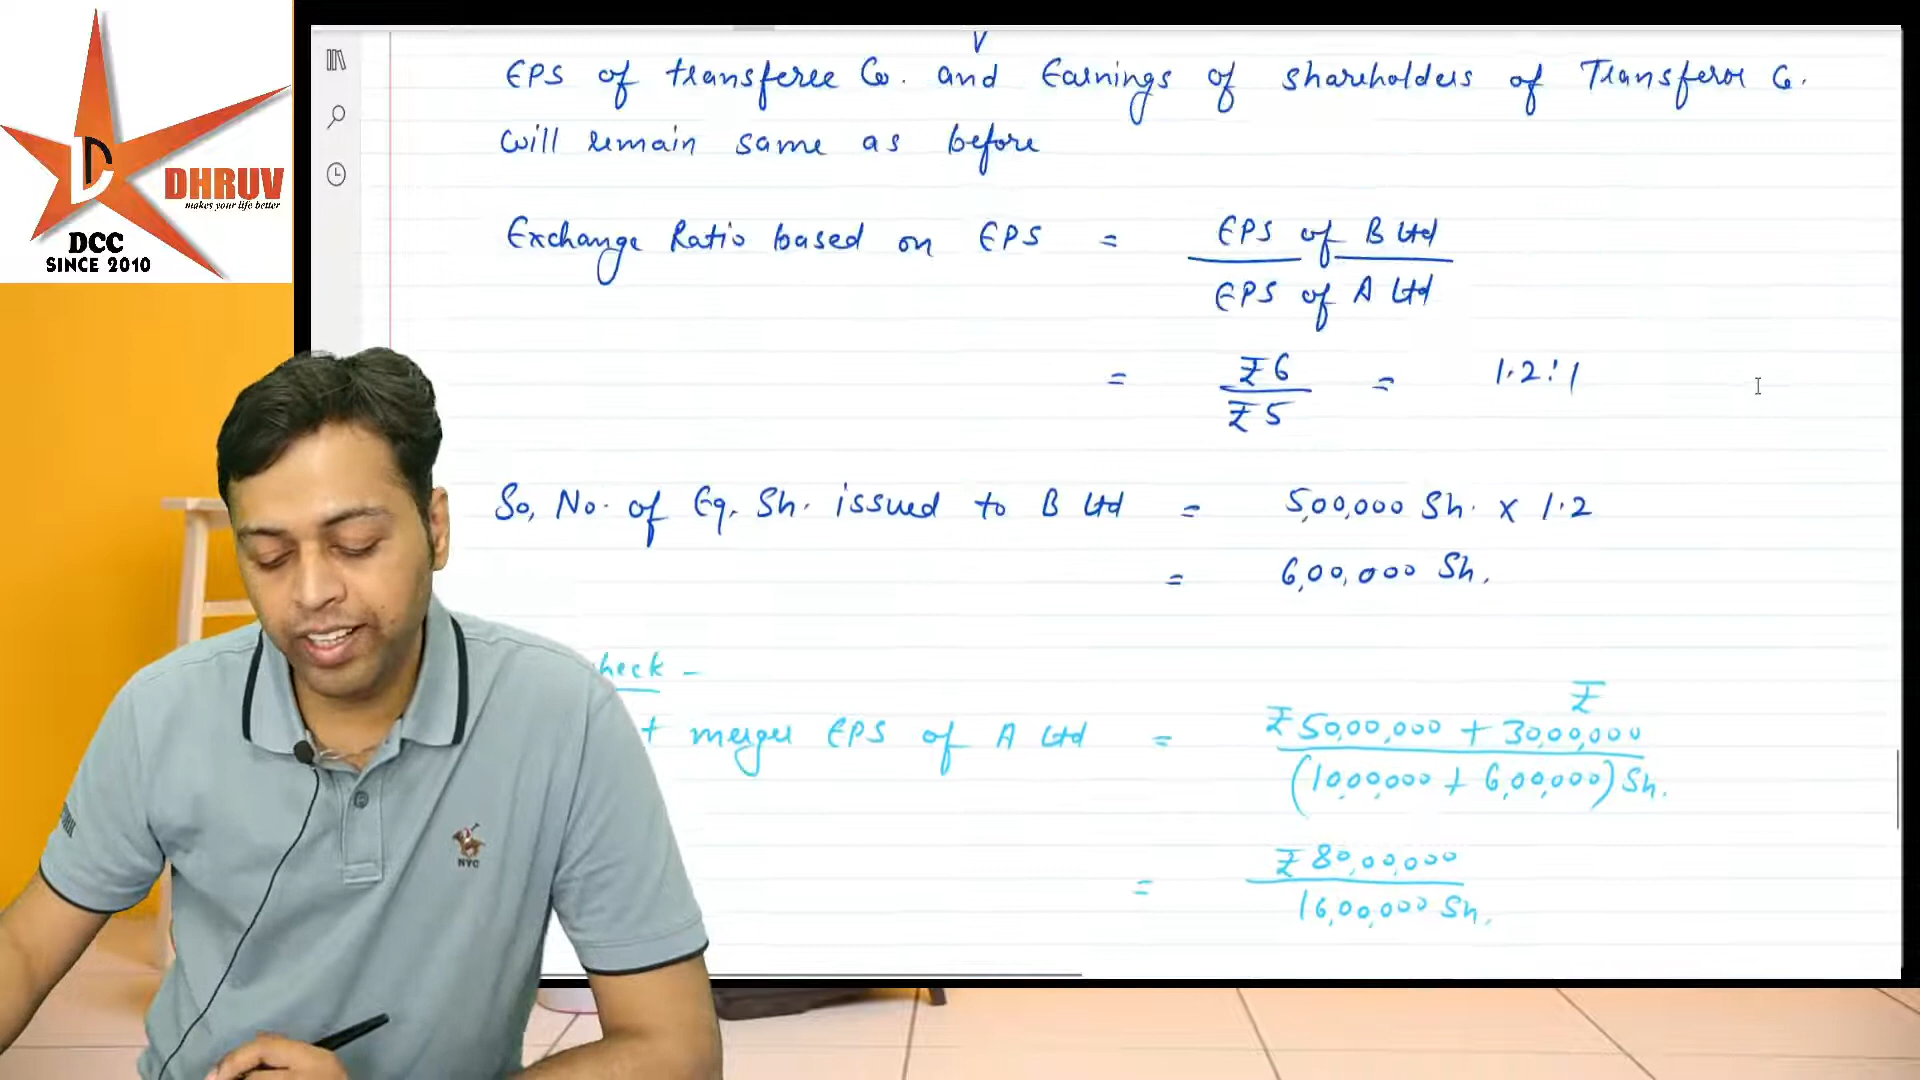 DC
DHRUV
makes your life better
DCC
SINCE 2010
EPS of transferee Co. and Earnings of shareholders of Transferor Co.
will remain same as before
Exchange Ratio based on EPS = EPS of B Ltd
EPS of A Ltd
= ₹6 = 1.2:1
₹5
So, No. of Eq. Sh. issued to B Ltd = 5,00,000 Sh. x 1.2
= 6,00,000 Sh.
heck -
₹
t merger EPS of A Ltd = ₹50,00,000 + 30,00,000
(10,00,000 + 6,00,000) Sh.
= ₹80,00,000
16,00,000 Sh.
NYC